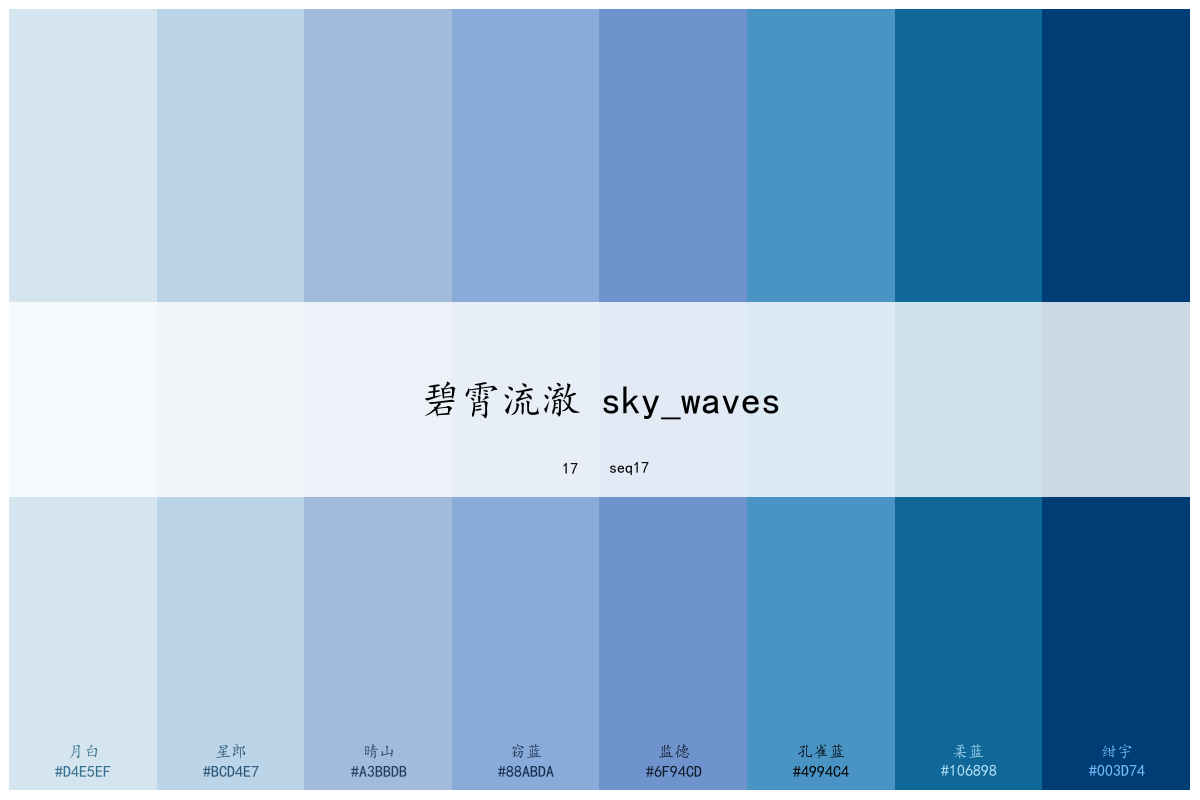 碧霄流澈 sky_waves
17 seq17
月白 星郎 晴山 窃蓝 监德 孔雀蓝 柔蓝 绀宇
#D4E5EF #BCD4E7 #A3BBDB #88ABDA #6F94CD #4994C4 #106898 #003D74